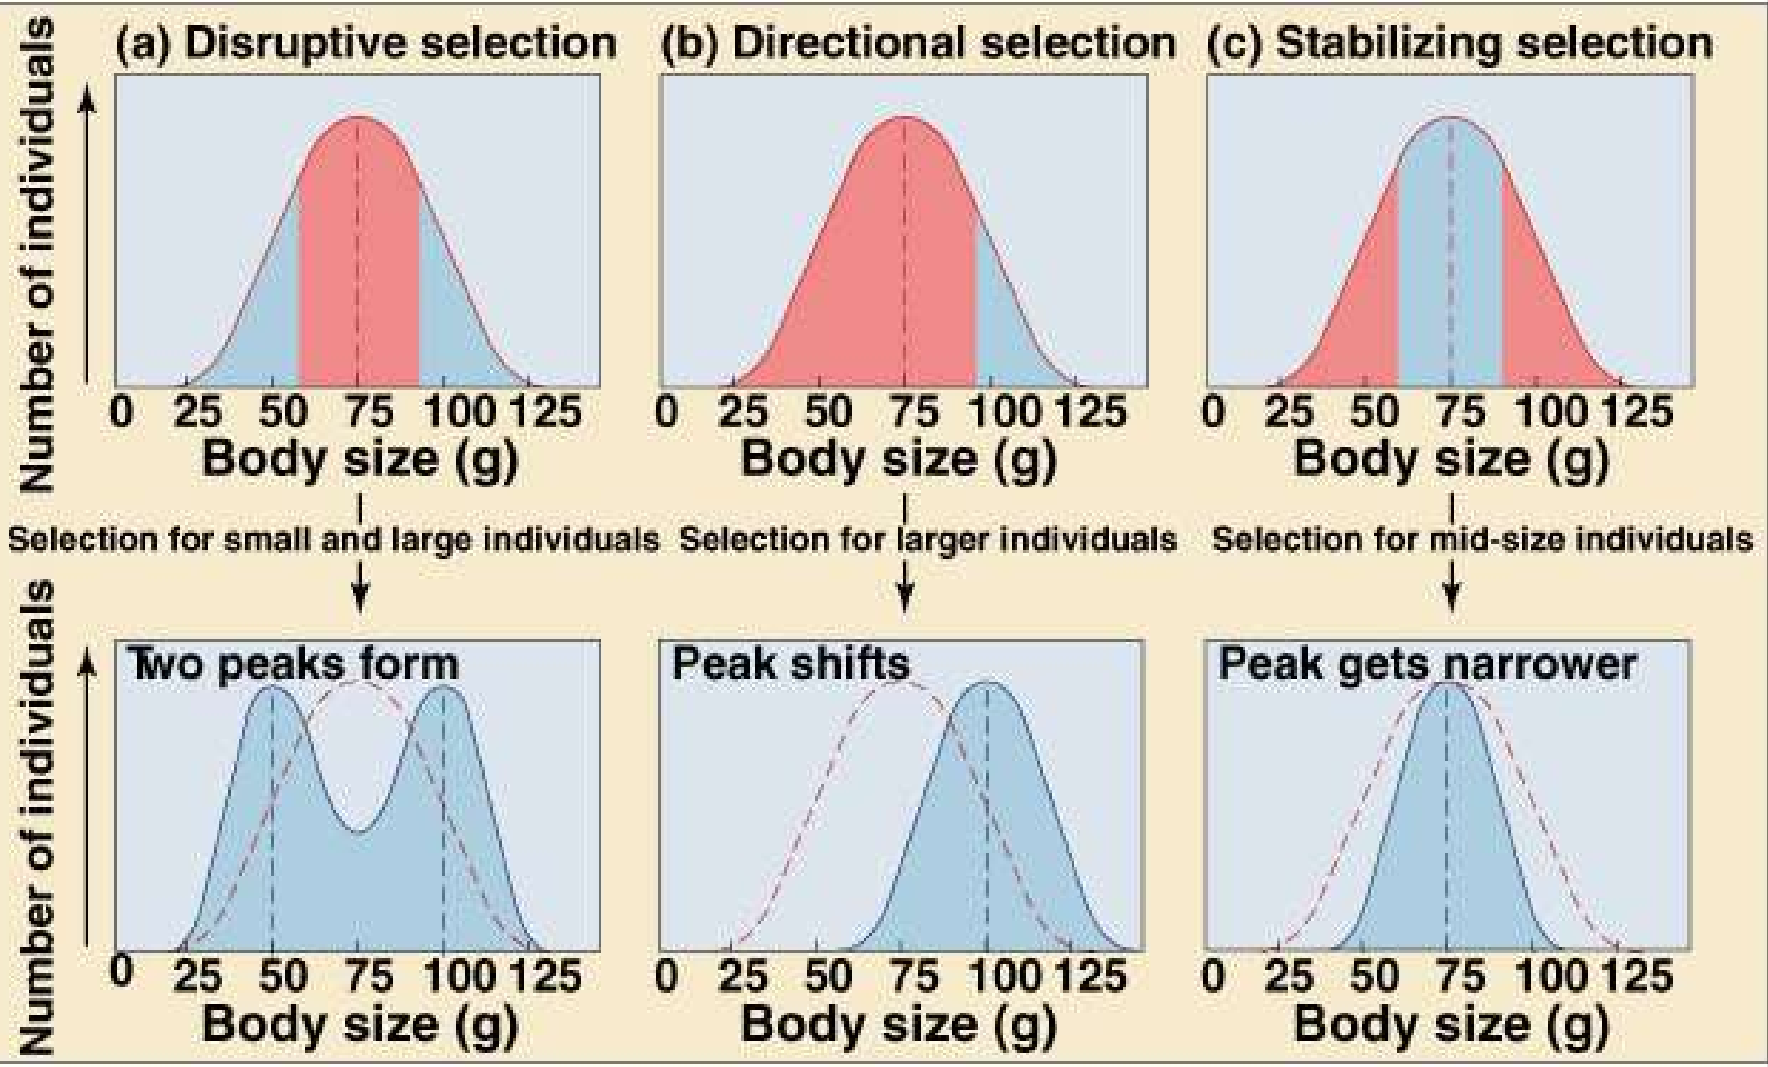 (a) Disruptive selection
(b) Directional selection
(c) Stabilizing selection
Number of individuals
0 25 50 75 100 125
0 25 50 75 100 125
0 25 50 75 100 125
Body size (g)
Body size (g)
Body size (g)
Selection for small and large individuals
Selection for larger individuals
Selection for mid-size individuals
Number of individuals
Two peaks form
Peak shifts
Peak gets narrower
0 25 50 75 100 125
0 25 50 75 100 125
0 25 50 75 100 125
Body size (g)
Body size (g)
Body size (g)